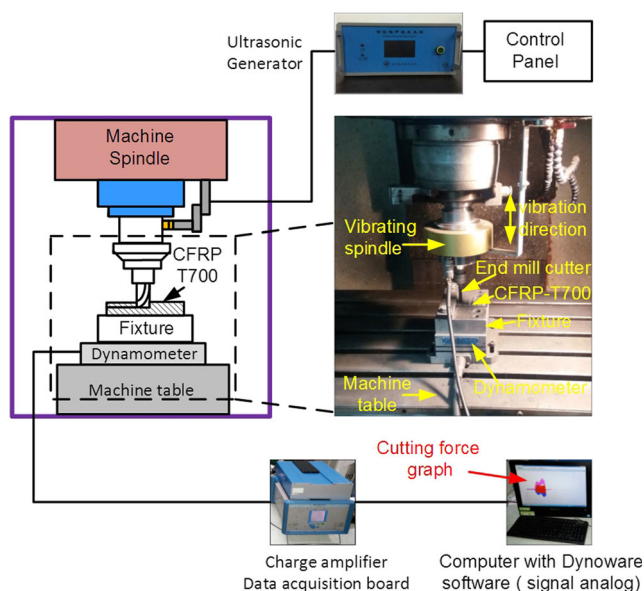 Ultrasonic
Generator
Control
Panel
Machine
Spindle
CFRP
T700
Fixture
Dynamometer
Machine table
Vibrating
spindle
vibration
direction
End mill cutter
CFRP-T700
Fixture
Dynamometer
Machine
table
Cutting force
graph
Charge amplifier
Data acquisition board
Computer with Dynoware
software ( signal analog)